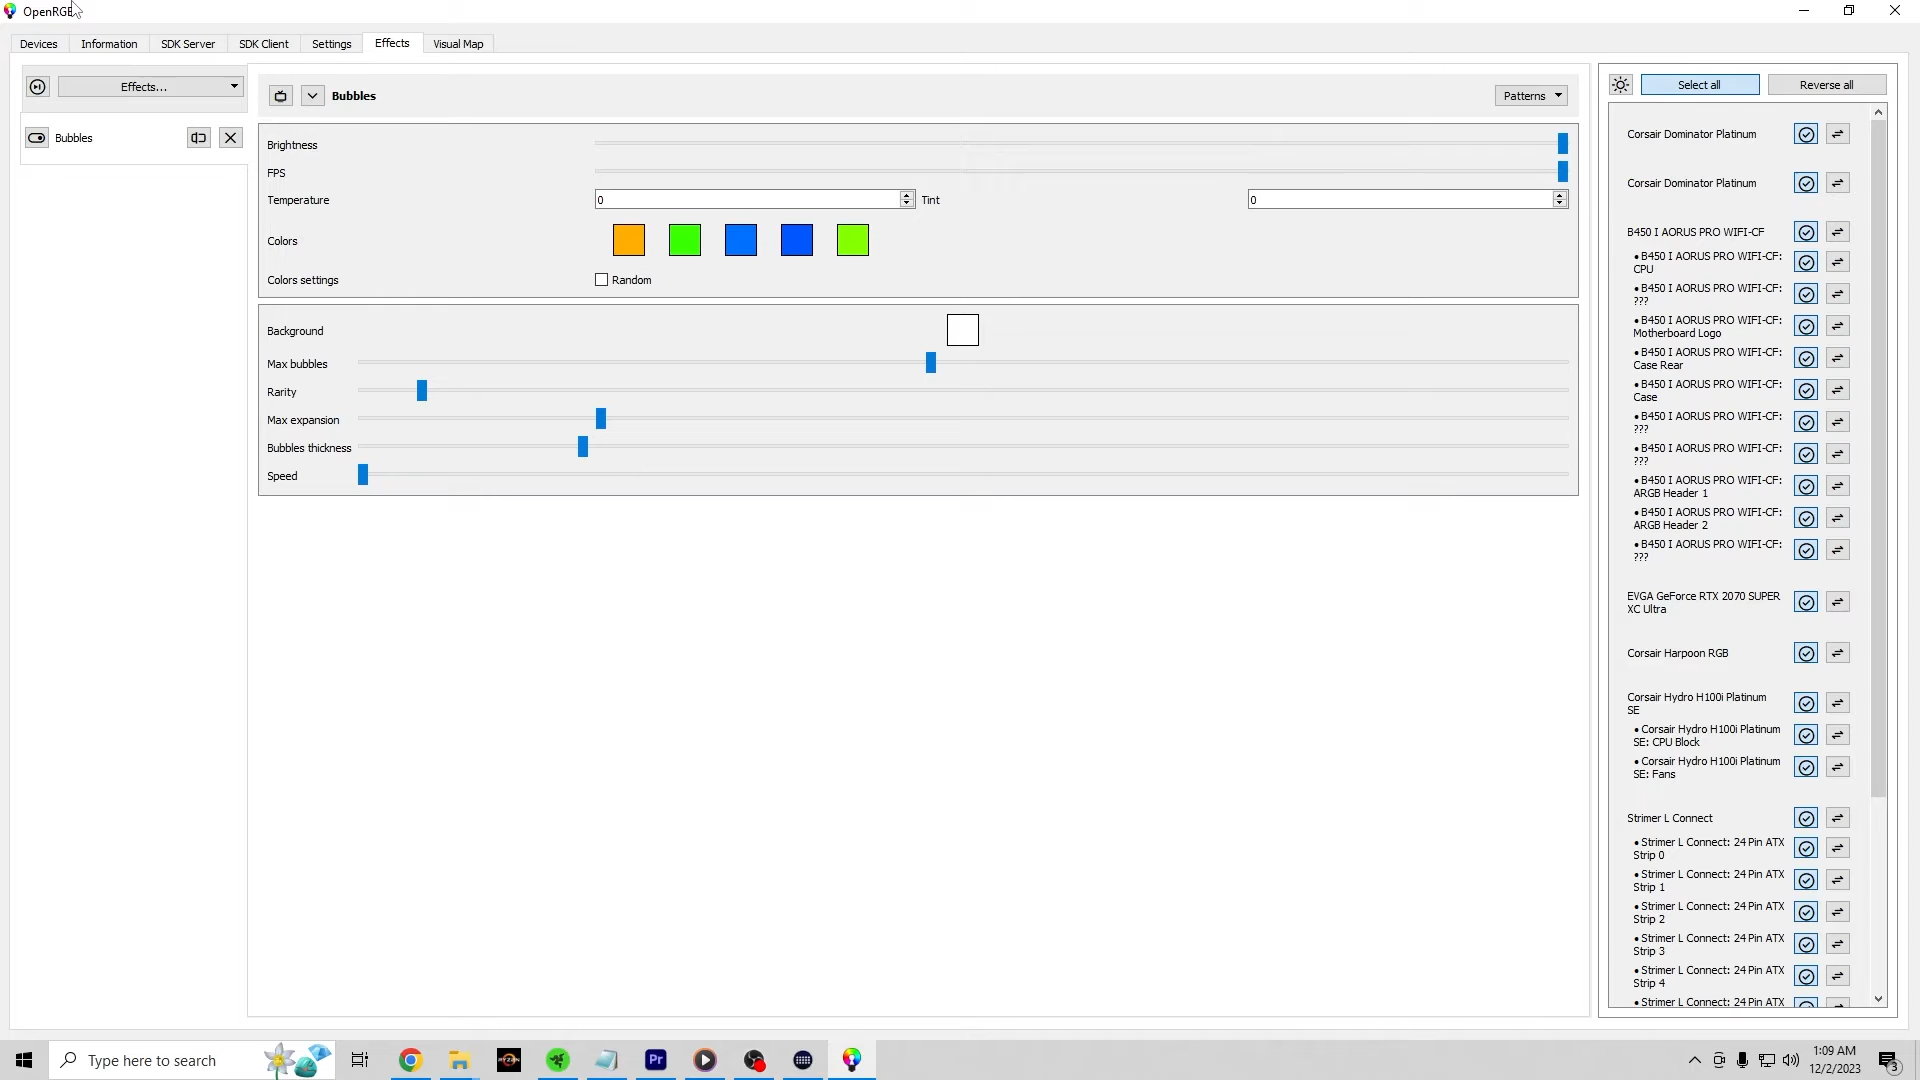 OpenRGB
Devices
Information
SDK Server
SDK Client
Settings
Effects
Visual Map
Effects...
Bubbles
Bubbles
Patterns
Brightness
FPS
Temperature
0
Tint
0
Colors
Colors settings
Random
Background
Max bubbles
Rarity
Max expansion
Bubbles thickness
Speed
Select all
Reverse all
Corsair Dominator Platinum
Corsair Dominator Platinum
B450 I AORUS PRO WIFI-CF
• B450 I AORUS PRO WIFI-CF:
CPU
• B450 I AORUS PRO WIFI-CF:
???
• B450 I AORUS PRO WIFI-CF:
Motherboard Logo
• B450 I AORUS PRO WIFI-CF:
Case Rear
• B450 I AORUS PRO WIFI-CF:
Case
• B450 I AORUS PRO WIFI-CF:
???
• B450 I AORUS PRO WIFI-CF:
???
• B450 I AORUS PRO WIFI-CF:
ARGB Header 1
• B450 I AORUS PRO WIFI-CF:
ARGB Header 2
• B450 I AORUS PRO WIFI-CF:
???
EVGA GeForce RTX 2070 SUPER
XC Ultra
Corsair Harpoon RGB
Corsair Hydro H100i Platinum
SE
• Corsair Hydro H100i Platinum
SE: CPU Block
• Corsair Hydro H100i Platinum
SE: Fans
Strimer L Connect
• Strimer L Connect: 24 Pin ATX
Strip 0
• Strimer L Connect: 24 Pin ATX
Strip 1
• Strimer L Connect: 24 Pin ATX
Strip 2
• Strimer L Connect: 24 Pin ATX
Strip 3
• Strimer L Connect: 24 Pin ATX
Strip 4
• Strimer L Connect: 24 Pin ATX
Type here to search
RYZEN
Pr
1:09 AM
12/2/2023
3